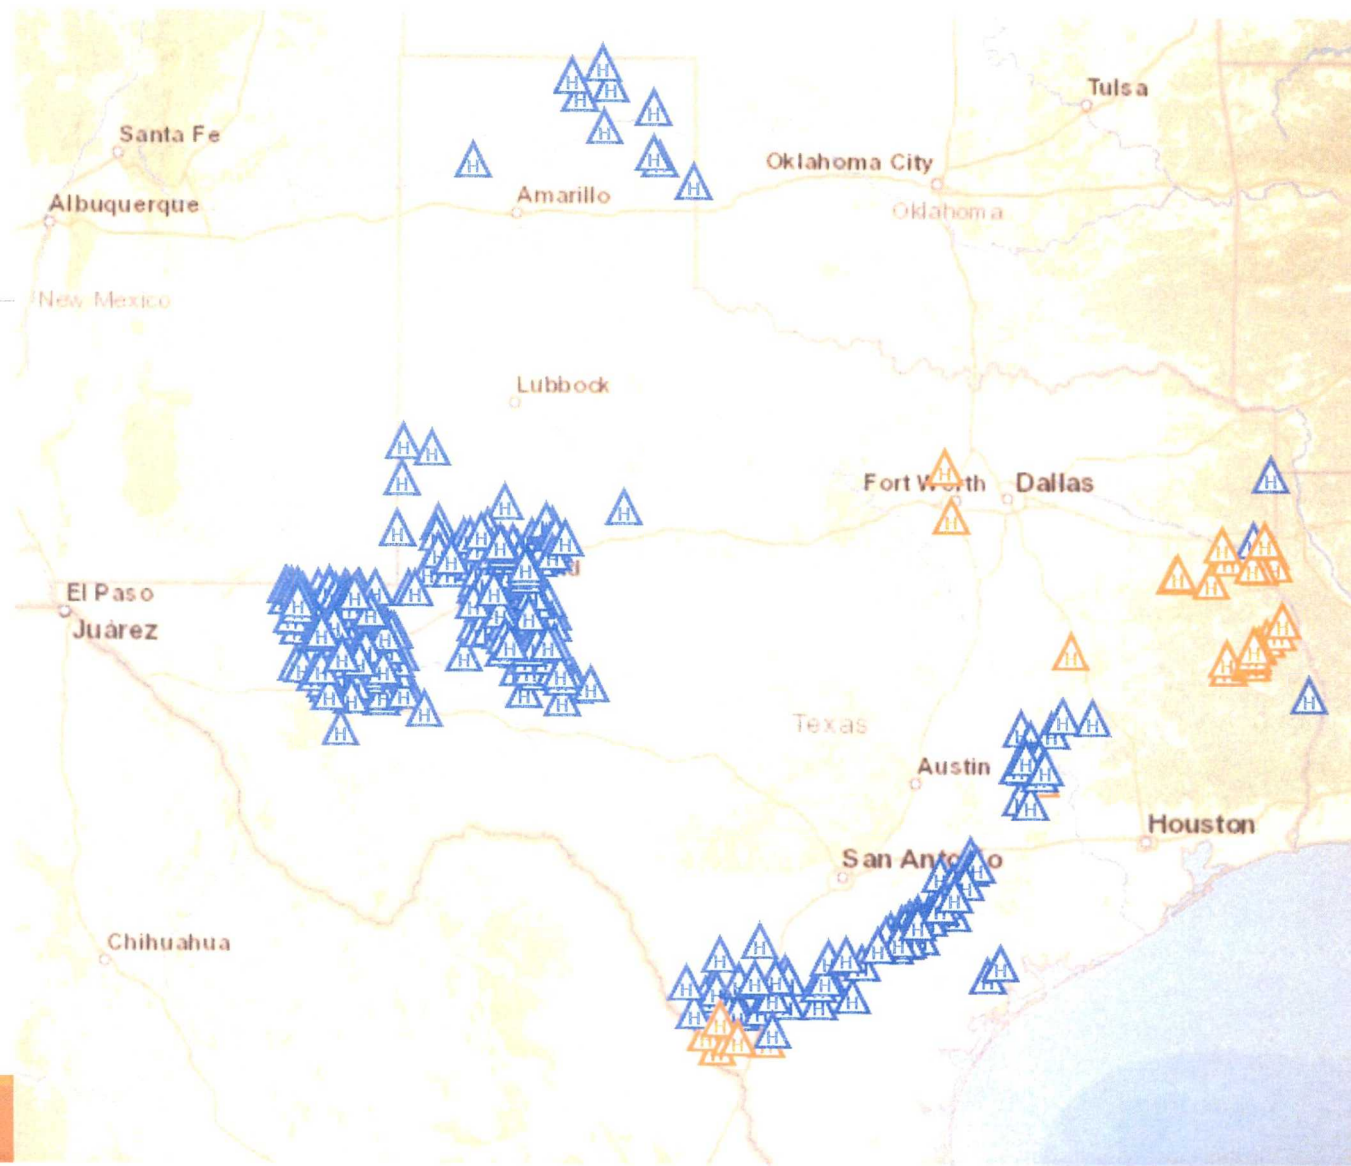 Tulsa
Santa Fe
Oklahoma City
Albuquerque
Amarillo
Oklahoma
New Mexico
Lubbock
Fort Worth
Dallas
El Paso
Juárez
Texas
Austin
Houston
San Antonio
Chihuahua